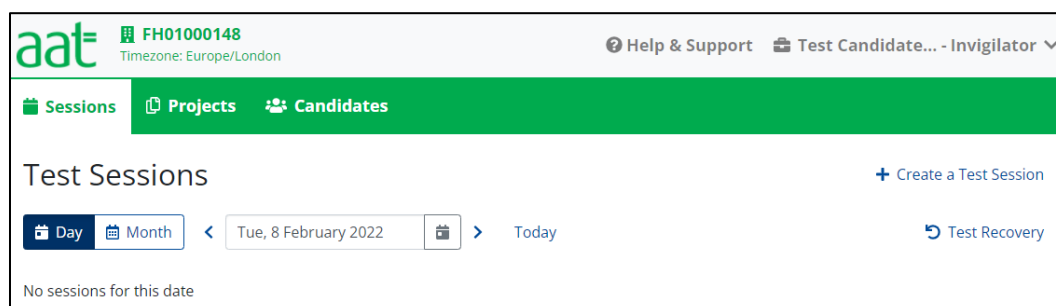 aat
FH01000148
Timezone: Europe/London
Help & Support Test Candidate... - Invigilator
Sessions Projects Candidates
Test Sessions
+ Create a Test Session
Day Month < Tue, 8 February 2022 > Today Test Recovery
No sessions for this date